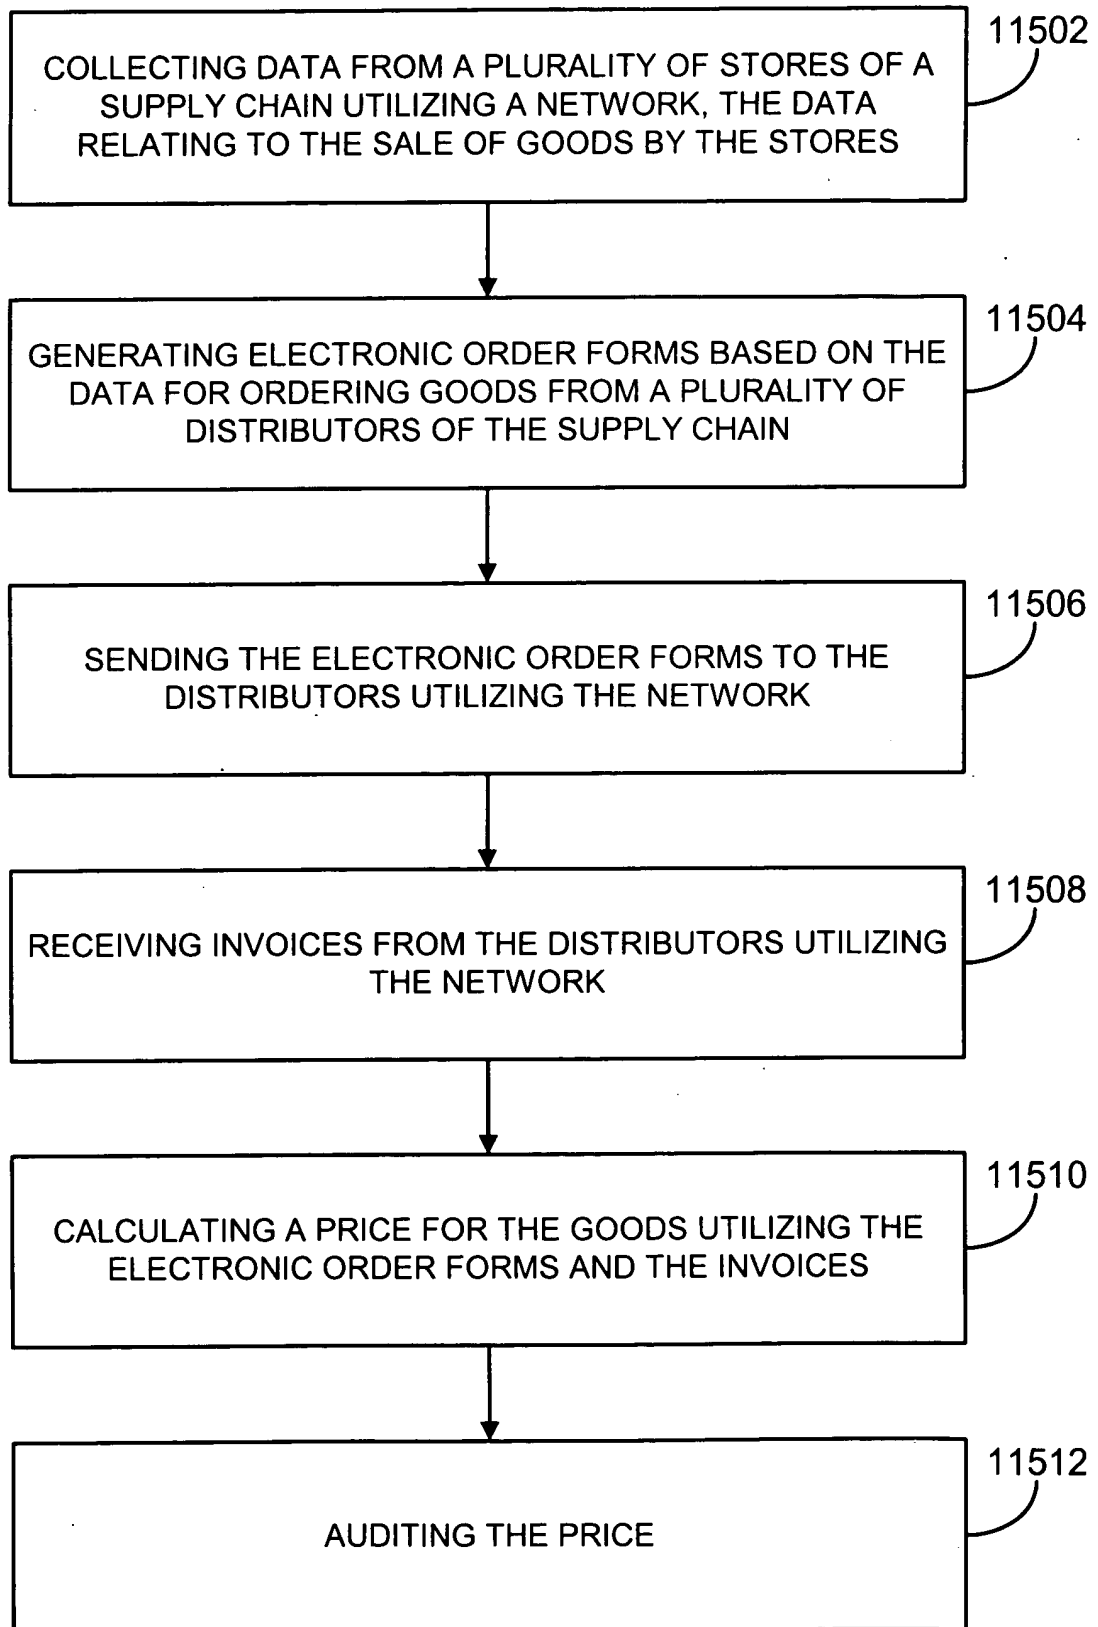 11502
COLLECTING DATA FROM A PLURALITY OF STORES OF A
SUPPLY CHAIN UTILIZING A NETWORK, THE DATA
RELATING TO THE SALE OF GOODS BY THE STORES
11504
GENERATING ELECTRONIC ORDER FORMS BASED ON THE
DATA FOR ORDERING GOODS FROM A PLURALITY OF
DISTRIBUTORS OF THE SUPPLY CHAIN
11506
SENDING THE ELECTRONIC ORDER FORMS TO THE
DISTRIBUTORS UTILIZING THE NETWORK
11508
RECEIVING INVOICES FROM THE DISTRIBUTORS UTILIZING
THE NETWORK
11510
CALCULATING A PRICE FOR THE GOODS UTILIZING THE
ELECTRONIC ORDER FORMS AND THE INVOICES
11512
AUDITING THE PRICE